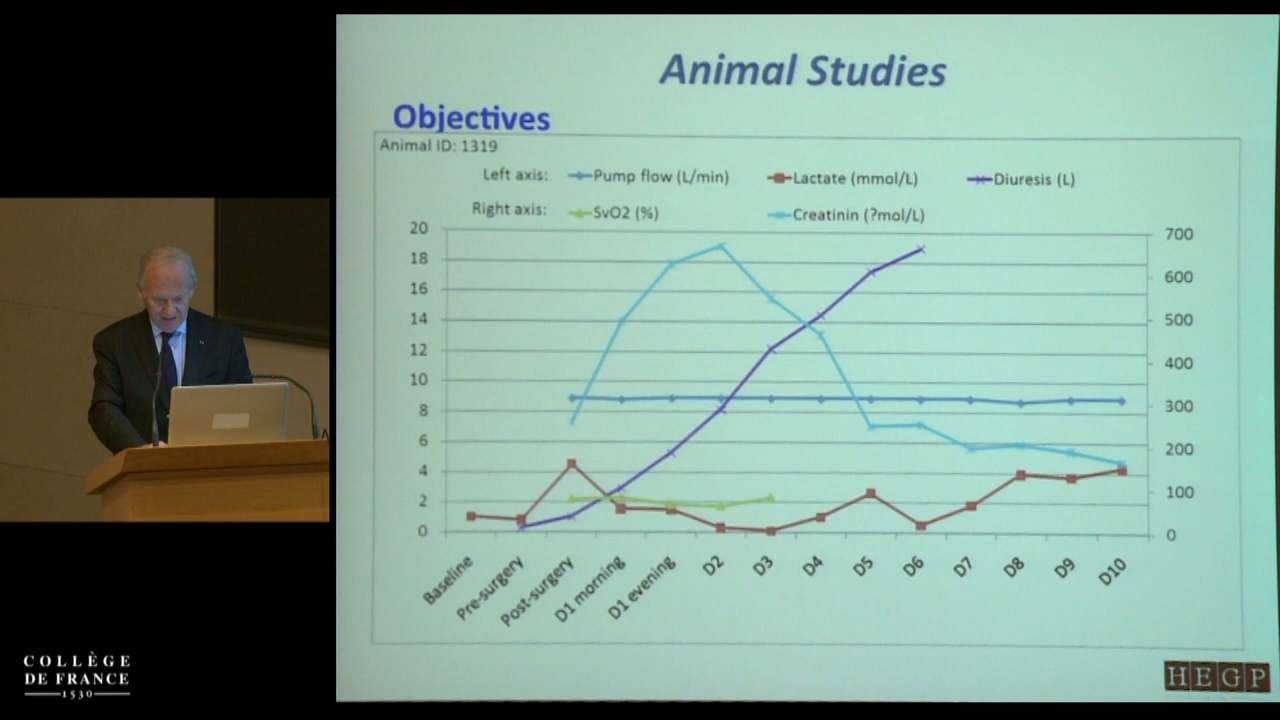 Animal Studies
Objectives
Animal ID: 1319
Left axis: Pump flow (L/min) Lactate (mmol/L) Diuresis (L)
Right axis: SvO2 (%) Creatinin (?mol/L)
20 700
18
600
16
14 500
12
400
10
8 300
6
200
4
100
2
0 0
Baseline Pre-surgery Post-surgery D1 morning D1 evening D2 D3 D4 D5 D6 D7 D8 D9 D10
COLLÈGE
DE FRANCE
1530
HEGP